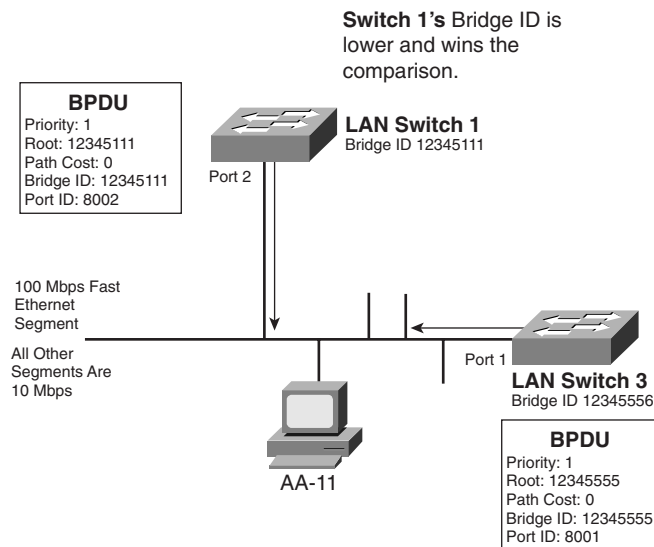 Switch 1's Bridge ID is
lower and wins the
comparison.
BPDU
Priority: 1
Root: 12345111
Path Cost: 0
Bridge ID: 12345111
Port ID: 8002
LAN Switch 1
Bridge ID 12345111
Port 2
100 Mbps Fast
Ethernet
Segment
All Other
Segments Are
10 Mbps
Port 1
LAN Switch 3
Bridge ID 12345556
AA-11
BPDU
Priority: 1
Root: 12345555
Path Cost: 0
Bridge ID: 12345555
Port ID: 8001